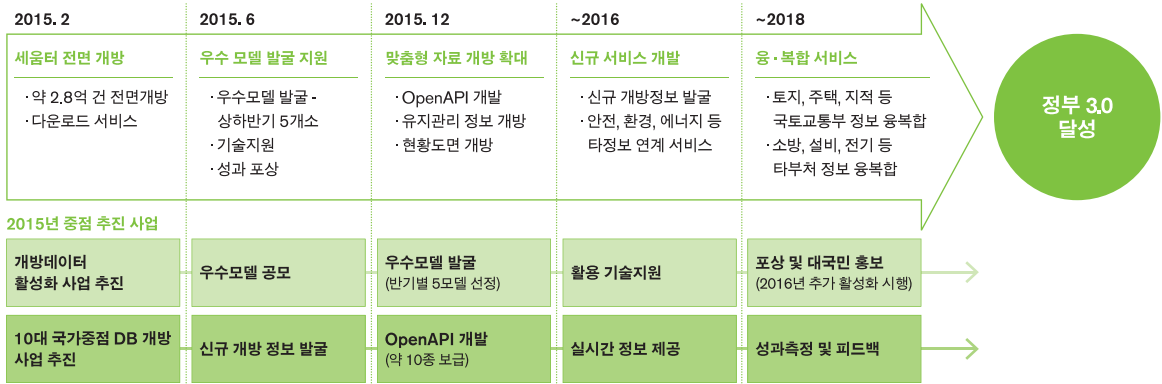 2015. 2
2015. 6
2015. 12
~2016
~2018
세움터 전면 개방
· 약 2.8억 건 전면개방
· 다운로드 서비스
우수 모델 발굴 지원
· 우수모델 발굴 -
상하반기 5개소
· 기술지원
· 성과 포상
맞춤형 자료 개방 확대
· OpenAPI 개발
· 유지관리 정보 개방
· 현황도면 개방
신규 서비스 개발
· 신규 개방정보 발굴
· 안전, 환경, 에너지 등
타정보 연계 서비스
융·복합 서비스
· 토지, 주택, 지적 등
국토교통부 정보 융복합
· 소방, 설비, 전기 등
타부처 정보 융복합
정부 3.0
달성
2015년 중점 추진 사업
개방데이터
활성화 사업 추진
우수모델 공모
우수모델 발굴
(반기별 5모델 선정)
활용 기술지원
포상 및 대국민 홍보
(2016년 추가 활성화 시행)
10대 국가중점 DB 개방
사업 추진
신규 개방 정보 발굴
OpenAPI 개발
(약 10종 보급)
실시간 정보 제공
성과측정 및 피드백